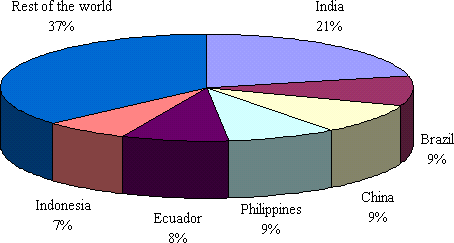 Rest of the world
37%
India
21%
Brazil
9%
China
9%
Philippines
9%
Ecuador
8%
Indonesia
7%